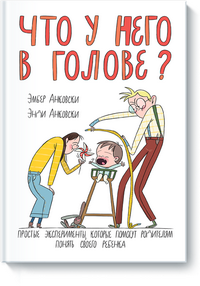 ЧТО У НЕГО
В ГОЛОВЕ?
ЭМБЕР АНКОВСКИ
ЭНДИ АНКОВСКИ
ПРОСТЫЕ ЭКСПЕРИМЕНТЫ, КОТОРЫЕ ПОМОГУТ РОДИТЕЛЯМ
ПОНЯТЬ СВОЕГО РЕБЕНКА